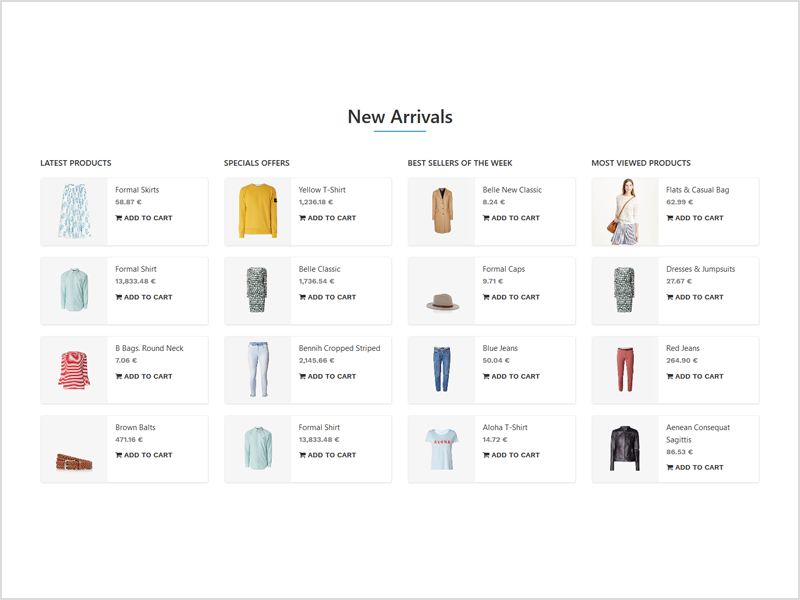 New Arrivals
LATEST PRODUCTS
Formal Skirts
58.87 €
ADD TO CART
Formal Shirt
13,833.48 €
ADD TO CART
B Bags. Round Neck
7.06 €
ADD TO CART
Brown Balts
471.16 €
ADD TO CART
SPECIALS OFFERS
Yellow T-Shirt
1,236.18 €
ADD TO CART
Belle Classic
1,736.54 €
ADD TO CART
Bennih Cropped Striped
2,145.66 €
ADD TO CART
Formal Shirt
13,833.48 €
ADD TO CART
BEST SELLERS OF THE WEEK
Belle New Classic
8.24 €
ADD TO CART
Formal Caps
9.71 €
ADD TO CART
Blue Jeans
50.04 €
ADD TO CART
Aloha T-Shirt
14.72 €
ADD TO CART
ALOHA
MOST VIEWED PRODUCTS
Flats & Casual Bag
62.99 €
ADD TO CART
Dresses & Jumpsuits
27.67 €
ADD TO CART
Red Jeans
264.90 €
ADD TO CART
Aenean Consequat
Sagittis
86.53 €
ADD TO CART